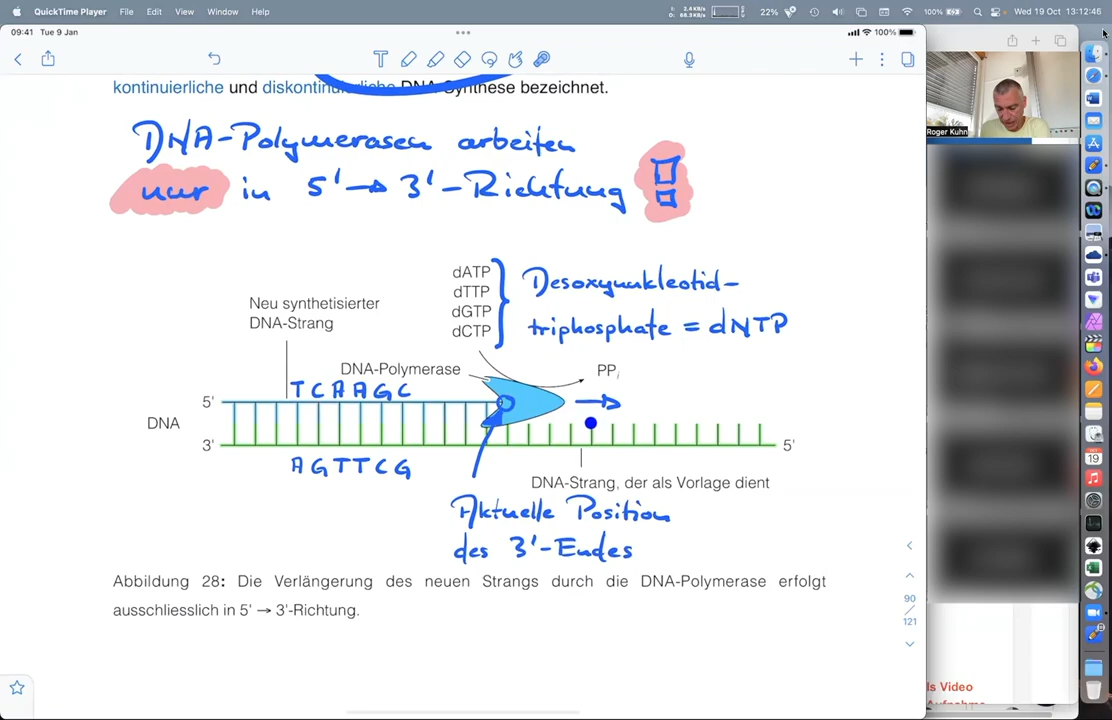 QuickTime Player File Edit View Window Help
22% 100% Wed 19 Oct 13:12:46
09:41 Tue 9 Jan
100%
kontinuierliche und diskontinuierliche DNA-Synthese bezeichnet.
DNA-Polymerasen arbeiten
nur in 5' → 3'-Richtung !
Roger Kuhn
dATP
dTTP
dGTP
dCTP
Desoxynukleotid-
triphosphate = dNTP
Neu synthetisierter
DNA-Strang
DNA-Polymerase
PPi
TCAAGC
5'
DNA
3'
5'
AGTTCG
DNA-Strang, der als Vorlage dient
Aktuelle Position
des 3'-Endes
Abbildung 28: Die Verlängerung des neuen Strangs durch die DNA-Polymerase erfolgt
ausschliesslich in 5' → 3'-Richtung.
90
/
121
ls Video